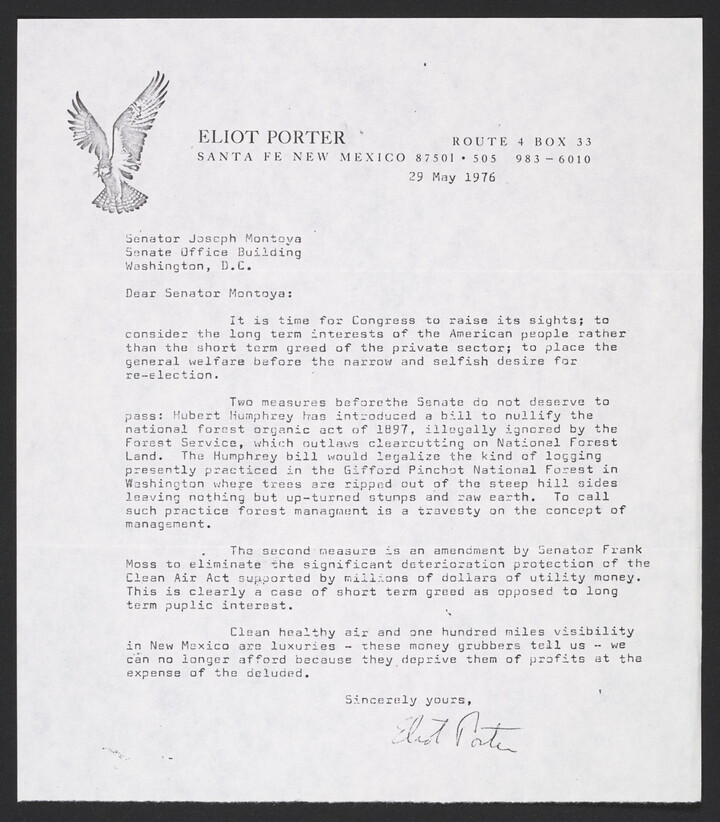 ELIOT PORTER ROUTE 4 BOX 33
SANTA FE NEW MEXICO 87501 • 505 983-6010
29 May 1976
Senator Joseph Montoya
Senate Office Building
Washington, D.C.
Dear Senator Montoya:
It is time for Congress to raise its sights; to
consider the long term interests of the American people rather
than the short term greed of the private sector; to place the
general welfare before the narrow and selfish desire for
re-election.
Two measures beforethe Senate do not deserve to
pass: Hubert Humphrey has introduced a bill to nullify the
national forest organic act of 1897, illegally ignored by the
Forest Service, which outlaws clearcutting on National Forest
Land. The Humphrey bill would legalize the kind of logging
presently practiced in the Gifford Pinchot National Forest in
Washington where trees are ripped out of the steep hill sides
leaving nothing but up-turned stumps and raw earth. To call
such practice forest managment is a travesty on the concept of
management.
The second measure is an amendment by Senator Frank
Moss to eliminate the significant deterioration protection of the
Clean Air Act supported by millions of dollars of utility money.
This is clearly a case of short term greed as opposed to long
term puplic interest.
Clean healthy air and one hundred miles visibility
in New Mexico are luxuries - these money grubbers tell us - we
can no longer afford because they deprive them of profits at the
expense of the deluded.
Sincerely yours,
Eliot Porter